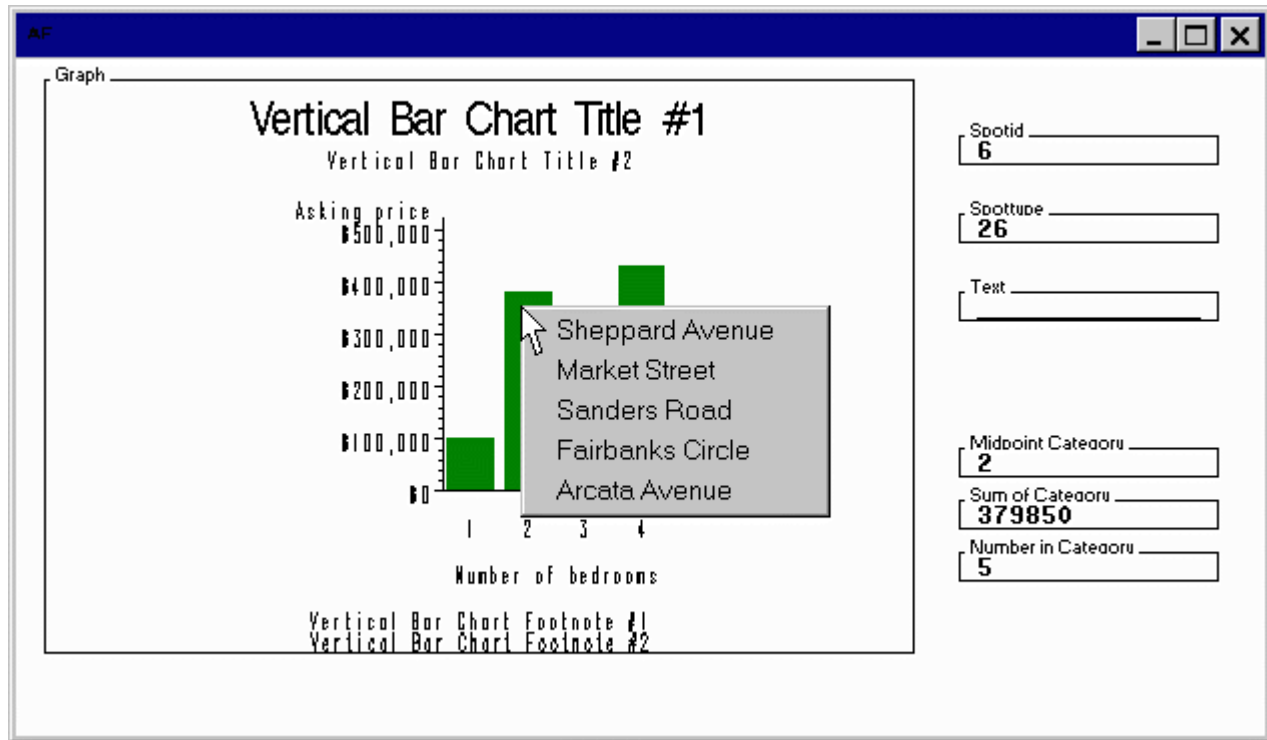 AF
Graph
Vertical Bar Chart Title #1
Vertical Bar Chart Title #2
Asking price
$500,000
$400,000
$300,000
$200,000
$100,000
$0
1 2 3 4
Number of bedrooms
Vertical Bar Chart Footnote #1
Vertical Bar Chart Footnote #2
Sheppard Avenue
Market Street
Sanders Road
Fairbanks Circle
Arcata Avenue
Spotid
6
Spottype
26
Text
Midpoint Category
2
Sum of Category
379850
Number in Category
5